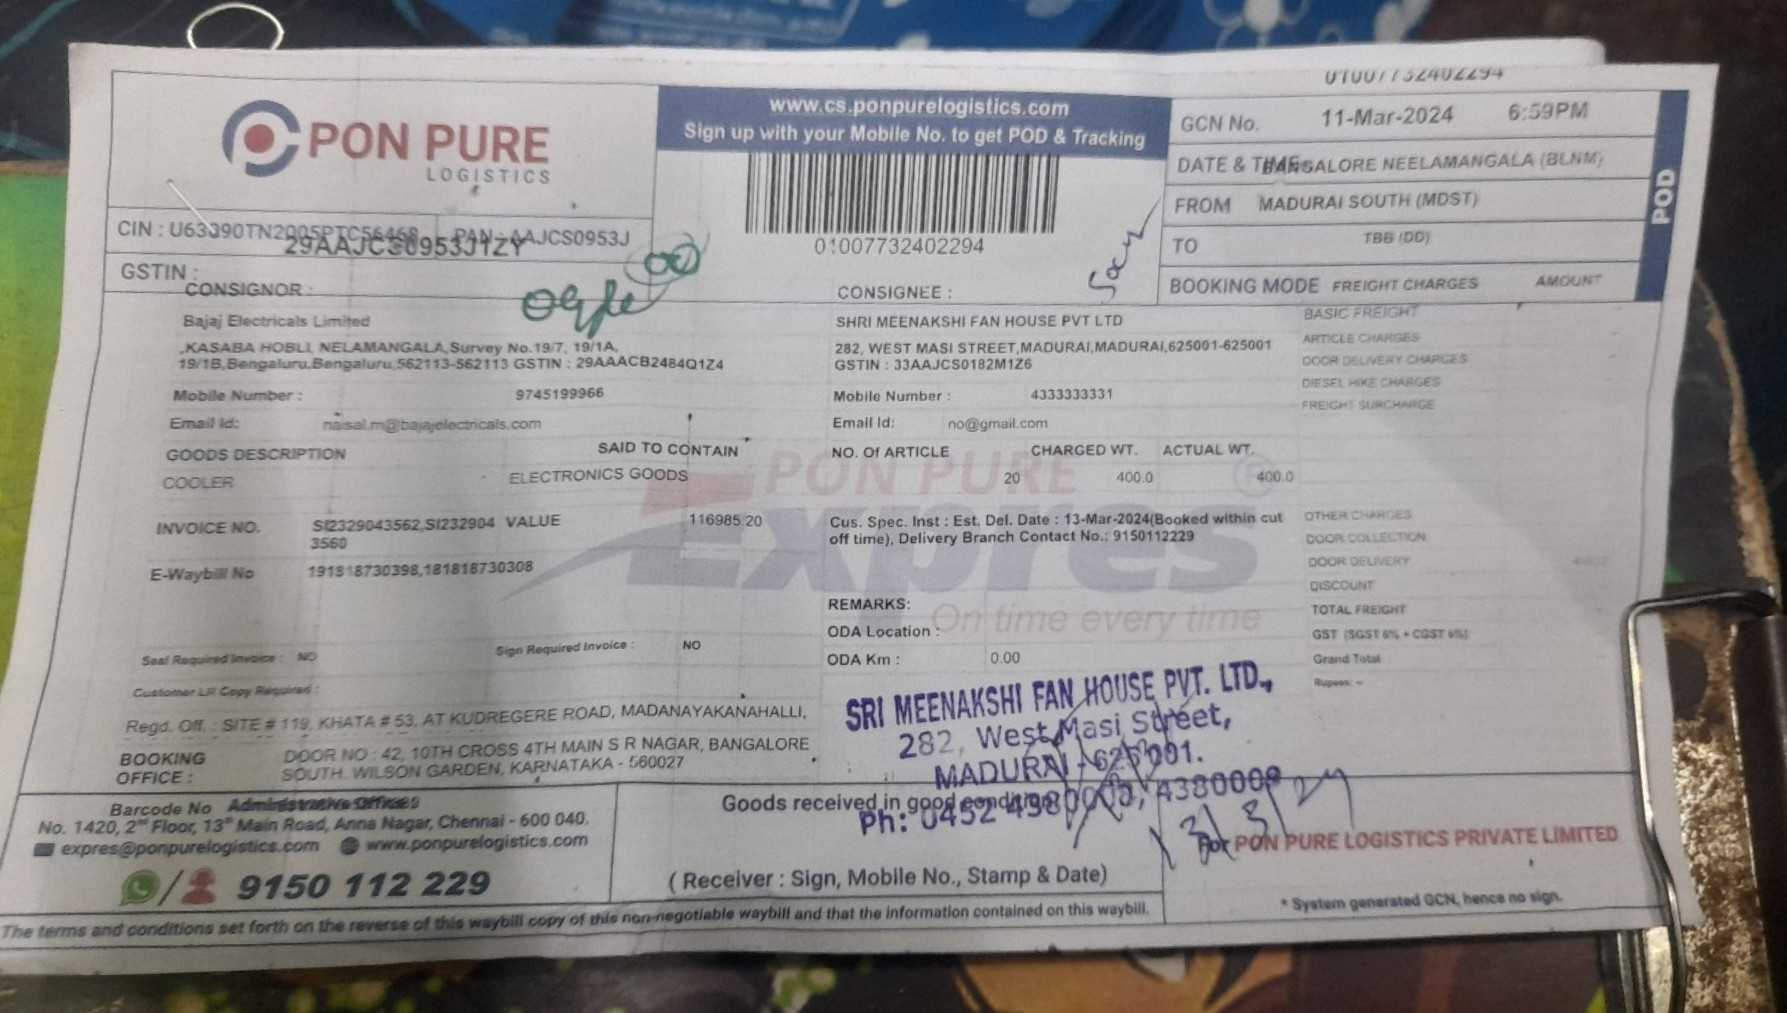 01007732402294
PON PURE
LOGISTICS
www.cs.ponpurelogistics.com
Sign up with your Mobile No. to get POD & Tracking
01007732402294
GCN No. 11-Mar-2024 6:59PM
DATE & TIME BANGALORE NEELAMANGALA (BLNM)
FROM MADURAI SOUTH (MDST)
TO TBB (DD)
BOOKING MODE FREIGHT CHARGES AMOUNT
POD
CIN : U63090TN2005PTC56468 PAN : AAJCS0953J
29AAJCS0953J1ZY
GSTIN :
CONSIGNOR :
Bajaj Electricals Limited
,KASABA HOBLI, NELAMANGALA,Survey No.19/7, 19/1A,
19/1B,Bengaluru,Bengaluru,562113-562113 GSTIN : 29AAACB2484Q1Z4
Mobile Number : 9745199966
Email Id: naisal.m@bajajelectricals.com
CONSIGNEE :
SHRI MEENAKSHI FAN HOUSE PVT LTD
282, WEST MASI STREET,MADURAI,MADURAI,625001-625001
GSTIN : 33AAJCS0182M1Z6
Mobile Number : 4333333331
Email Id: no@gmail.com
BASIC FREIGHT
ARTICLE CHARGES
DOOR DELIVERY CHARGES
DIESEL HIKE CHARGES
FREIGHT SURCHARGE
GOODS DESCRIPTION SAID TO CONTAIN NO. Of ARTICLE CHARGED WT. ACTUAL WT.
COOLER ELECTRONICS GOODS 20 400.0 400.0
PON PURE
Expres
On time every time
INVOICE NO. SI2329043562,SI232904 VALUE 116985.20
3560
E-Waybill No 191818730398,181818730308
Cus. Spec. Inst : Est. Del. Date : 13-Mar-2024(Booked within cut
off time), Delivery Branch Contact No.: 9150112229
REMARKS:
ODA Location :
ODA Km : 0.00
OTHER CHARGES
DOOR COLLECTION
DOOR DELIVERY
DISCOUNT
TOTAL FREIGHT
GST (SGST 6% + CGST 6%)
Grand Total
Rupees: -
Seal Required Invoice : NO Sign Required Invoice : NO
Customer LR Copy Required :
Regd. Off. : SITE # 119, KHATA # 53, AT KUDREGERE ROAD, MADANAYAKANAHALLI,
BOOKING OFFICE : DOOR NO : 42, 10TH CROSS 4TH MAIN S R NAGAR, BANGALORE
SOUTH. WILSON GARDEN, KARNATAKA - 560027
SRI MEENAKSHI FAN HOUSE PVT. LTD.,
282, West Masi Street,
MADURAI - 625001.
Ph: 0452 4380000, 4380008
13/3/24
Barcode No Administrative Office
No. 1420, 2nd Floor, 13th Main Road, Anna Nagar, Chennai - 600 040.
expres@ponpurelogistics.com www.ponpurelogistics.com
9150 112 229
Goods received in good condition
( Receiver : Sign, Mobile No., Stamp & Date)
For PON PURE LOGISTICS PRIVATE LIMITED
* System generated GCN, hence no sign.
The terms and conditions set forth on the reverse of this waybill copy of this non-negotiable waybill and that the information contained on this waybill.